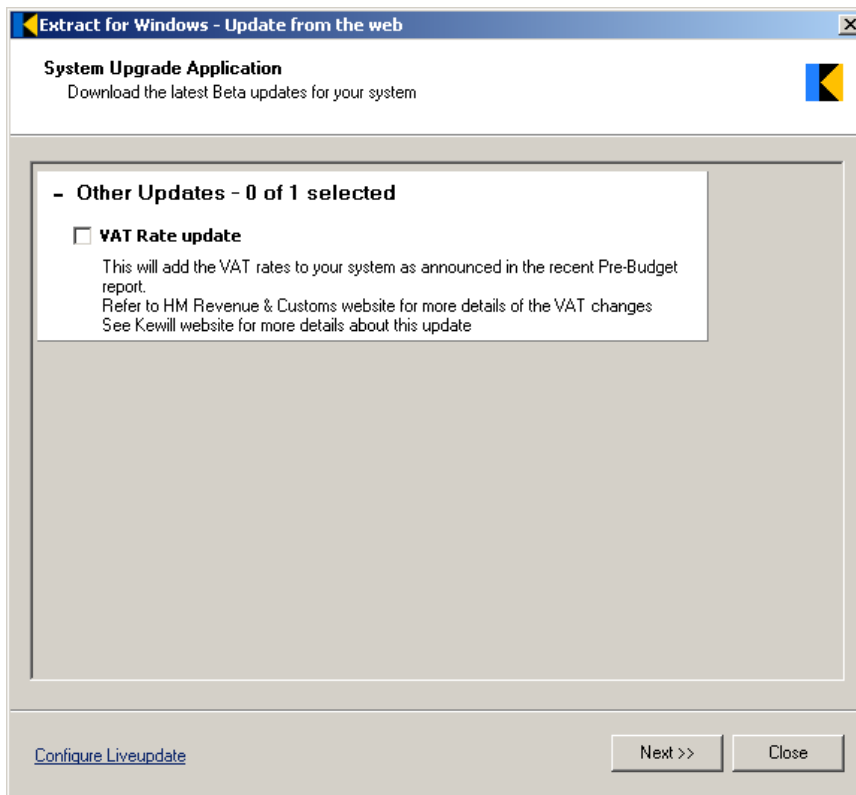 Extract for Windows - Update from the web
System Upgrade Application
Download the latest Beta updates for your system
- Other Updates - 0 of 1 selected
VAT Rate update
This will add the VAT rates to your system as announced in the recent Pre-Budget
report.
Refer to HM Revenue & Customs website for more details of the VAT changes
See Kewill website for more details about this update
Configure Liveupdate
Next >>
Close